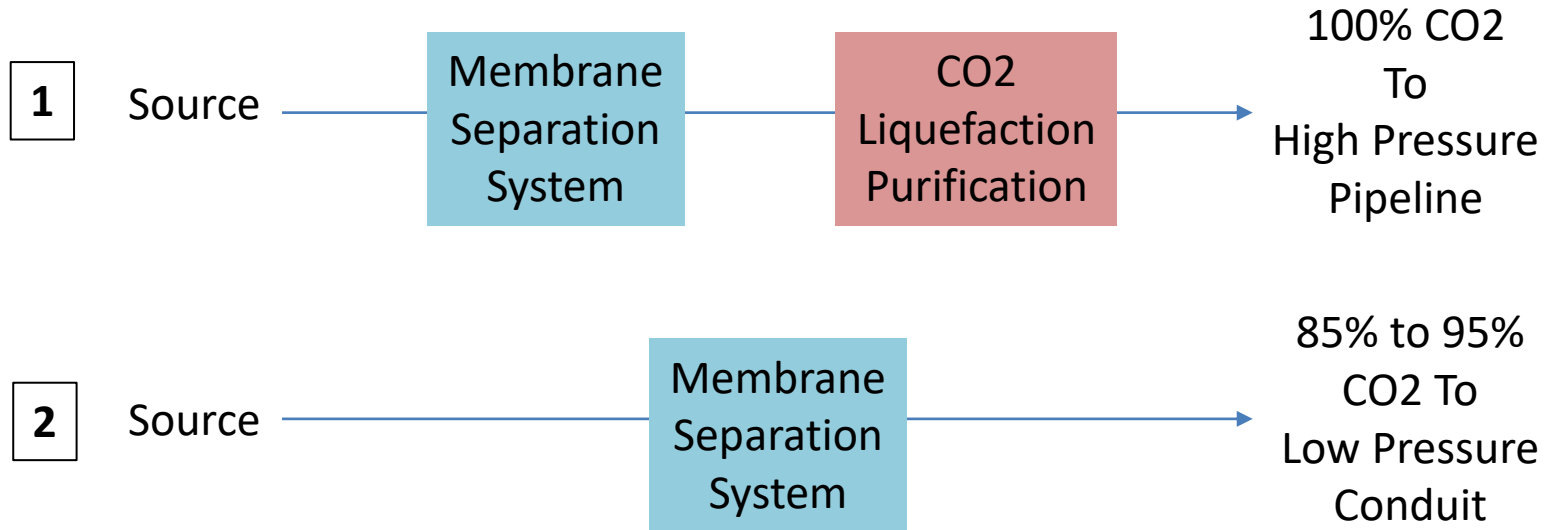 1
Source
Membrane
Separation
System
CO2
Liquefaction
Purification
100% CO2
To
High Pressure
Pipeline
2
Source
Membrane
Separation
System
85% to 95%
CO2 To
Low Pressure
Conduit